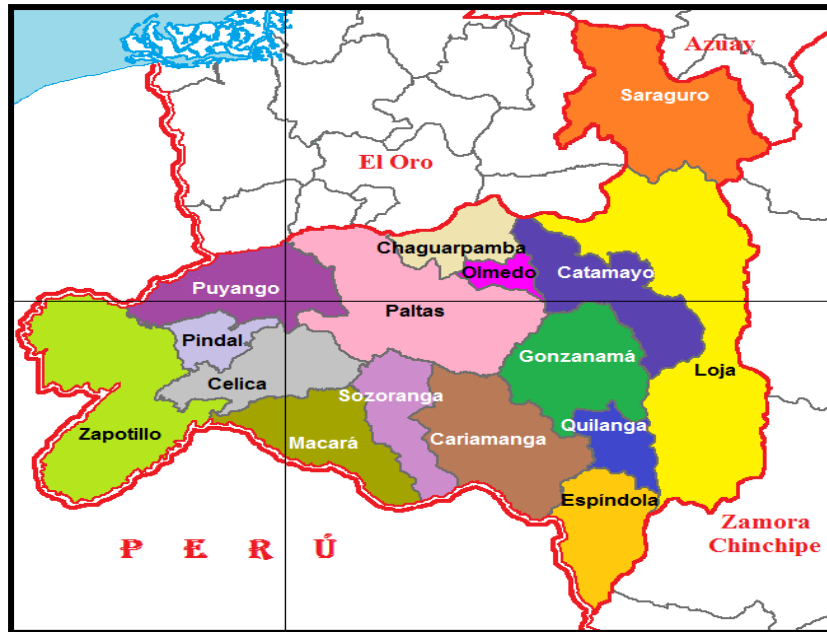 Azuay
Saraguro
El Oro
Chaguarpamba
Olmedo
Catamayo
Puyango
Paltas
Pindal
Gonzanamá
Loja
Celica
Sozoranga
Quilanga
Zapotillo
Macará
Cariamanga
Espíndola
Zamora
Chinchipe
P E R Ú